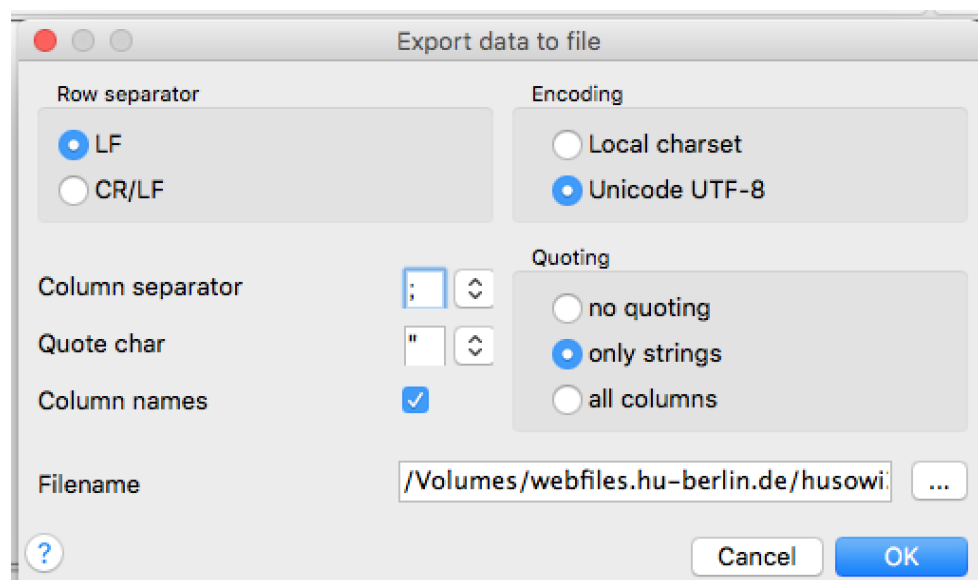 Export data to file
Row separator
LF
CR/LF
Encoding
Local charset
Unicode UTF-8
Column separator
;
Quote char
"
Column names
Quoting
no quoting
only strings
all columns
Filename
/Volumes/webfiles.hu-berlin.de/husowi
...
?
Cancel
OK